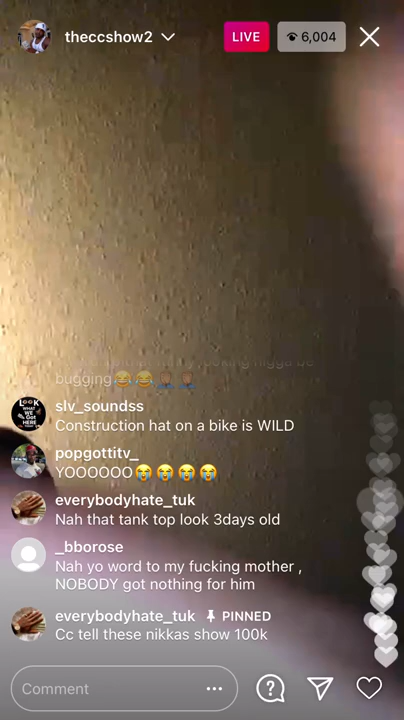 theccshow2
LIVE
6,004
bugging😂😂🤦🏽‍♂️🤦🏽‍♂️
slv_soundss
Construction hat on a bike is WILD
popgottitv_
YOOOOOO😭😭😭😭
everybodyhate_tuk
Nah that tank top look 3days old
_bborose
Nah yo word to my fucking mother ,
NOBODY got nothing for him
everybodyhate_tuk PINNED
Cc tell these nikkas show 100k
Comment